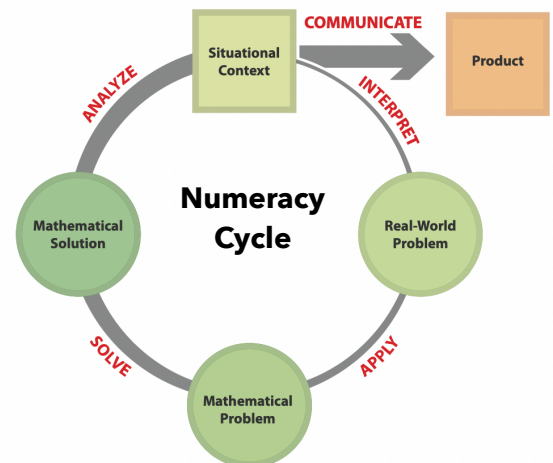 COMMUNICATE
Situational
Context
Product
ANALYZE
INTERPRET
Numeracy
Cycle
Mathematical
Solution
Real-World
Problem
SOLVE
APPLY
Mathematical
Problem